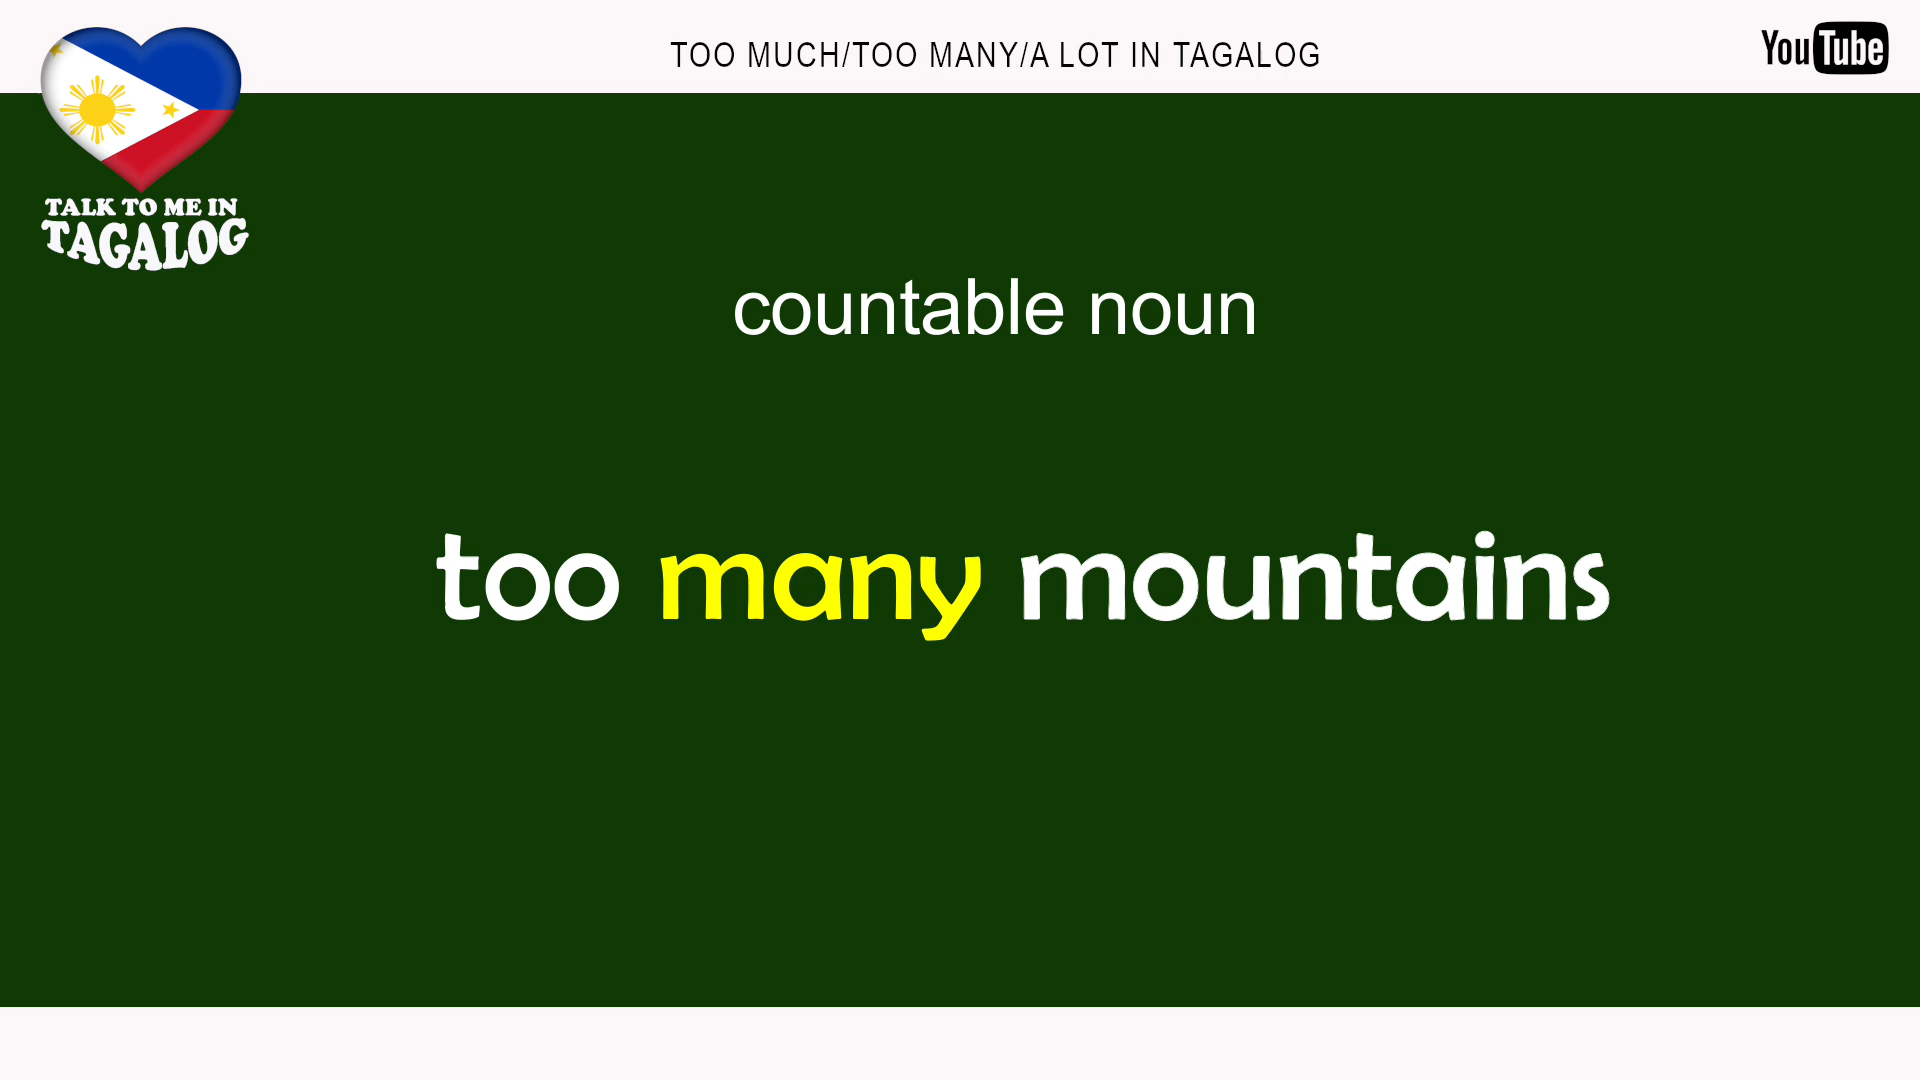 TOO MUCH/TOO MANY/A LOT IN TAGALOG
YouTube
TALK TO ME IN
TAGALOG
countable noun
too many mountains